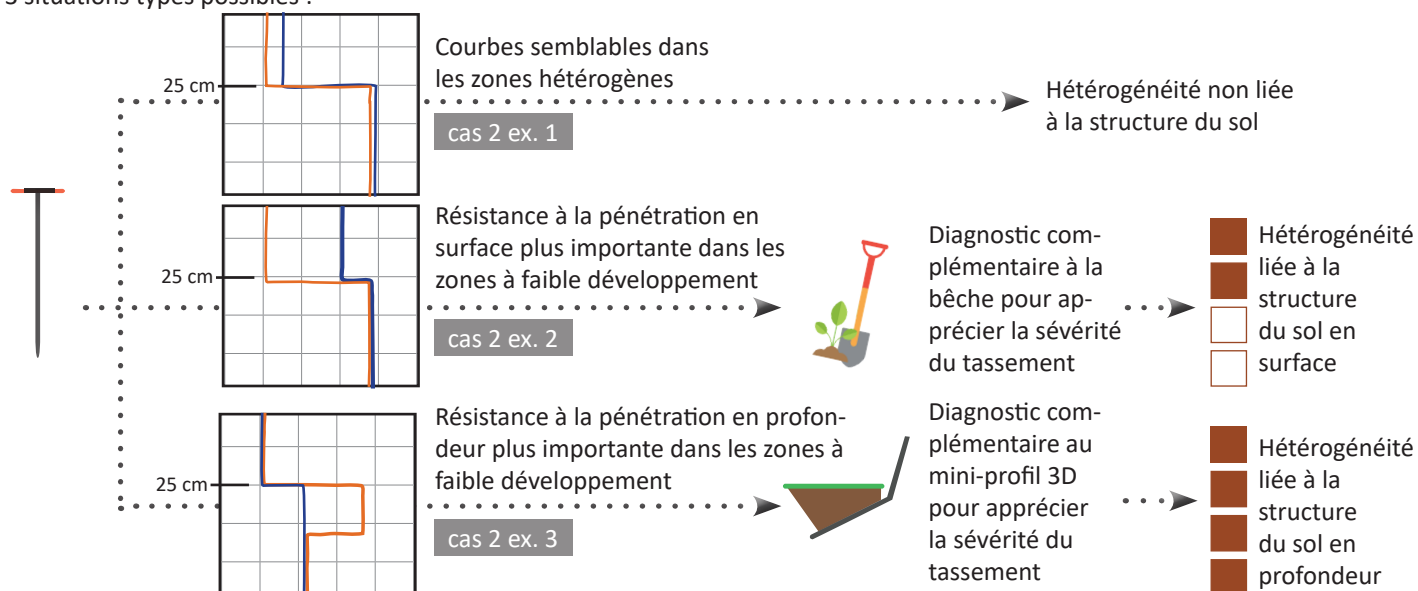 3 situations types possibles :
25 cm
Courbes semblables dans
les zones hétérogènes
cas 2 ex. 1
Hétérogénéité non liée
à la structure du sol
25 cm
Résistance à la pénétration en
surface plus importante dans les
zones à faible développement
cas 2 ex. 2
Diagnostic com-
plémentaire à la
bêche pour ap-
précier la sévérité
du tassement
Hétérogénéité
liée à la
structure
du sol en
surface
25 cm
Résistance à la pénétration en profon-
deur plus importante dans les zones à
faible développement
cas 2 ex. 3
Diagnostic com-
plémentaire au
mini-profil 3D
pour apprécier
la sévérité du
tassement
Hétérogénéité
liée à la
structure
du sol en
profondeur